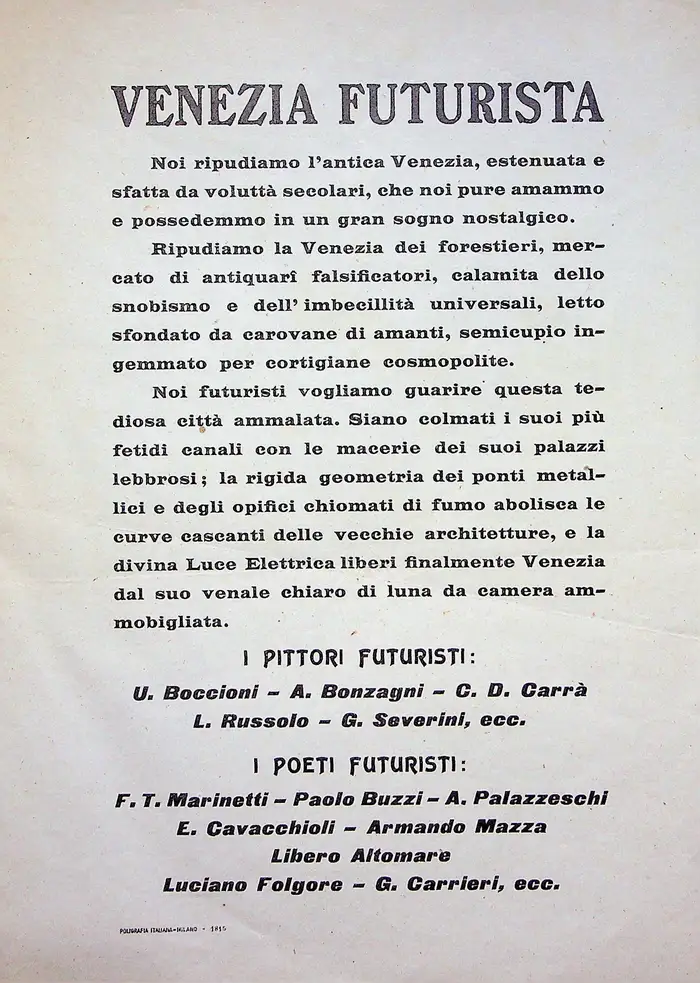 VENEZIA FUTURISTA
Noi ripudiamo l'antica Venezia, estenuata e
sfatta da voluttà secolari, che noi pure amammo
e possedemmo in un gran sogno nostalgico.
Ripudiamo la Venezia dei forestieri, mer-
cato di antiquarî falsificatori, calamita dello
snobismo e dell' imbecillità universali, letto
sfondato da carovane di amanti, semicupio in-
gemmato per cortigiane cosmopolite.
Noi futuristi vogliamo guarire questa te-
diosa città ammalata. Siano colmati i suoi più
fetidi canali con le macerie dei suoi palazzi
lebbrosi; la rigida geometria dei ponti metal-
lici e degli opifici chiomati di fumo abolisca le
curve cascanti delle vecchie architetture, e la
divina Luce Elettrica liberi finalmente Venezia
dal suo venale chiaro di luna da camera am-
mobigliata.
I PITTORI FUTURISTI:
U. Boccioni - A. Bonzagni - C. D. Carrà
L. Russolo - G. Severini, ecc.
I POETI FUTURISTI:
F. T. Marinetti - Paolo Buzzi - A. Palazzeschi
E. Cavacchioli - Armando Mazza
Libero Altomare
Luciano Folgore - G. Carrieri, ecc.
POLIGRAFIA ITALIANA-MILANO - 1815